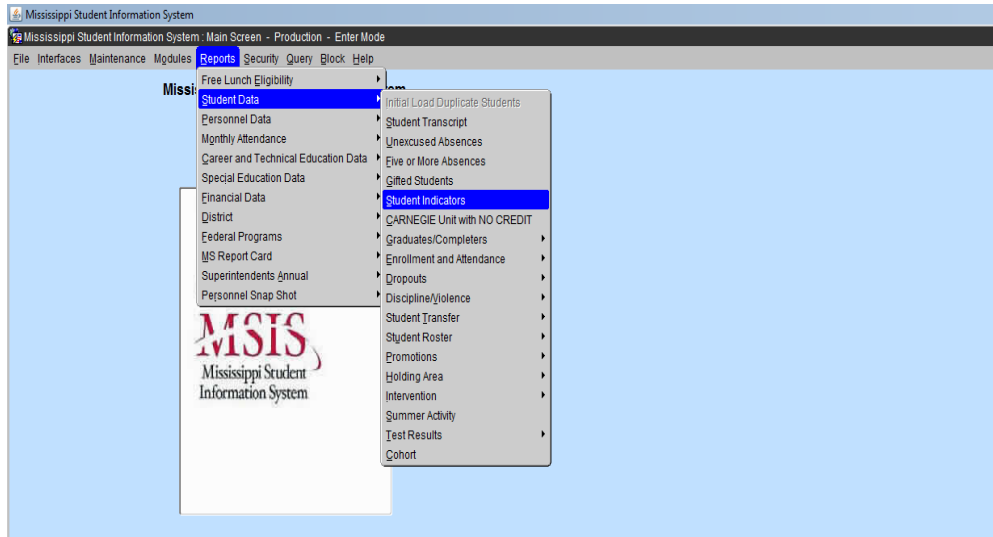 Mississippi Student Information System
Mississippi Student Information System : Main Screen - Production - Enter Mode
File Interfaces Maintenance Modules Reports Security Query Block Help
Free Lunch Eligibility
Student Data
Personnel Data
Monthly Attendance
Career and Technical Education Data
Special Education Data
Financial Data
District
Federal Programs
MS Report Card
Superintendents Annual
Personnel Snap Shot
Initial Load Duplicate Students
Student Transcript
Unexcused Absences
Five or More Absences
Gifted Students
Student Indicators
CARNEGIE Unit with NO CREDIT
Graduates/Completers
Enrollment and Attendance
Dropouts
Discipline/Violence
Student Transfer
Student Roster
Promotions
Holding Area
Intervention
Summer Activity
Test Results
Cohort
MSIS
Mississippi Student
Information System